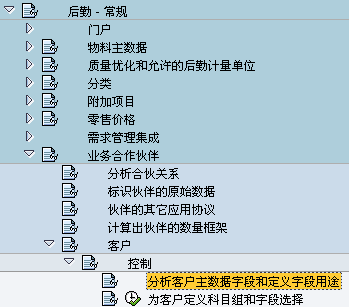 后勤 - 常规
门户
物料主数据
质量优化和允许的后勤计量单位
分类
附加项目
零售价格
需求管理集成
业务合作伙伴
分析合伙关系
标识伙伴的原始数据
伙伴的其它应用协议
计算出伙伴的数量框架
客户
控制
分析客户主数据字段和定义字段用途
为客户定义科目组和字段选择